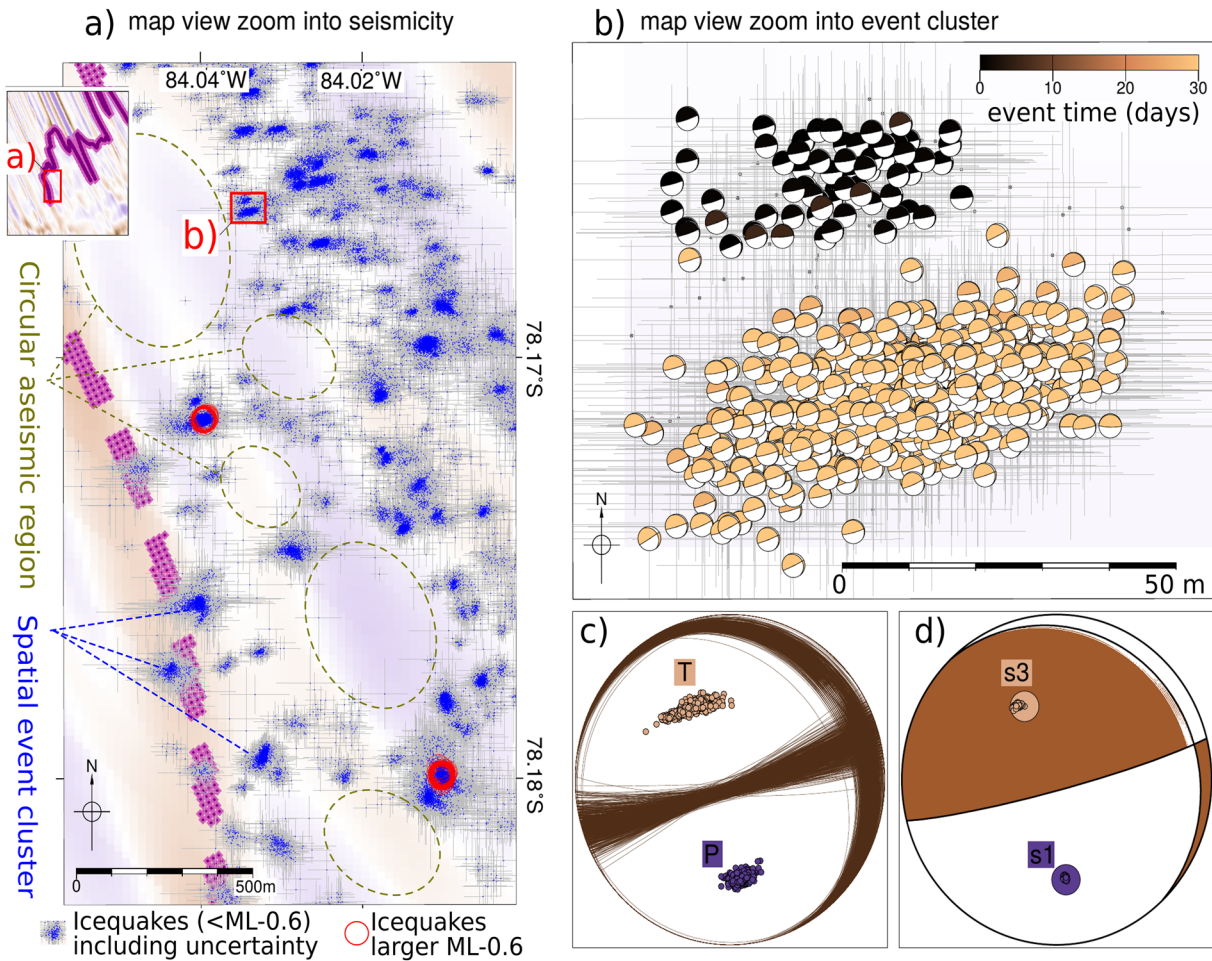 a) map view zoom into seismicity
84.04°W
84.02°W
a)
b)
Circular aseismic region
Spatial event cluster
78.17°S
78.18°S
N
0
500m
Icequakes (<ML-0.6)
including uncertainty
Icequakes
larger ML-0.6
b) map view zoom into event cluster
0
10
20
30
event time (days)
N
0
50 m
c)
T
P
d)
s3
s1